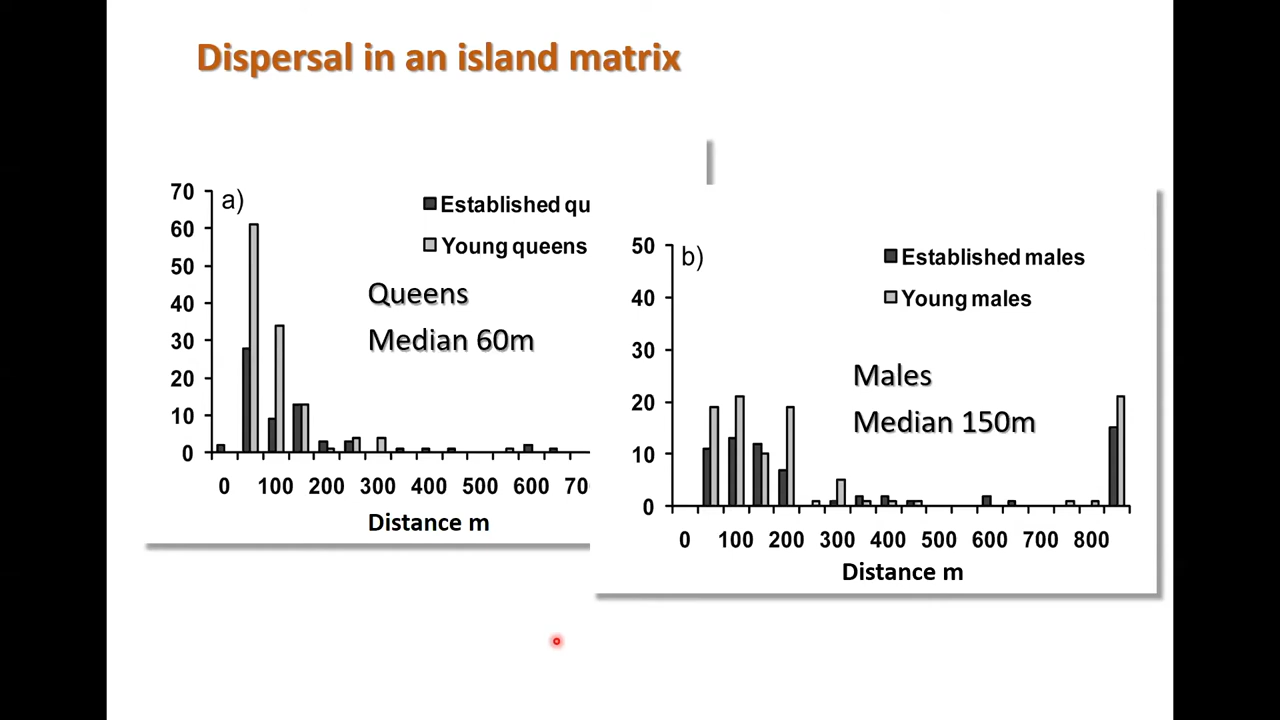 Dispersal in an island matrix
a)
70
60
50
40
30
20
10
0
Established qu
Young queens
Queens
Median 60m
0 100 200 300 400 500 600 70
Distance m
b)
50
40
30
20
10
0
Established males
Young males
Males
Median 150m
0 100 200 300 400 500 600 700 800
Distance m